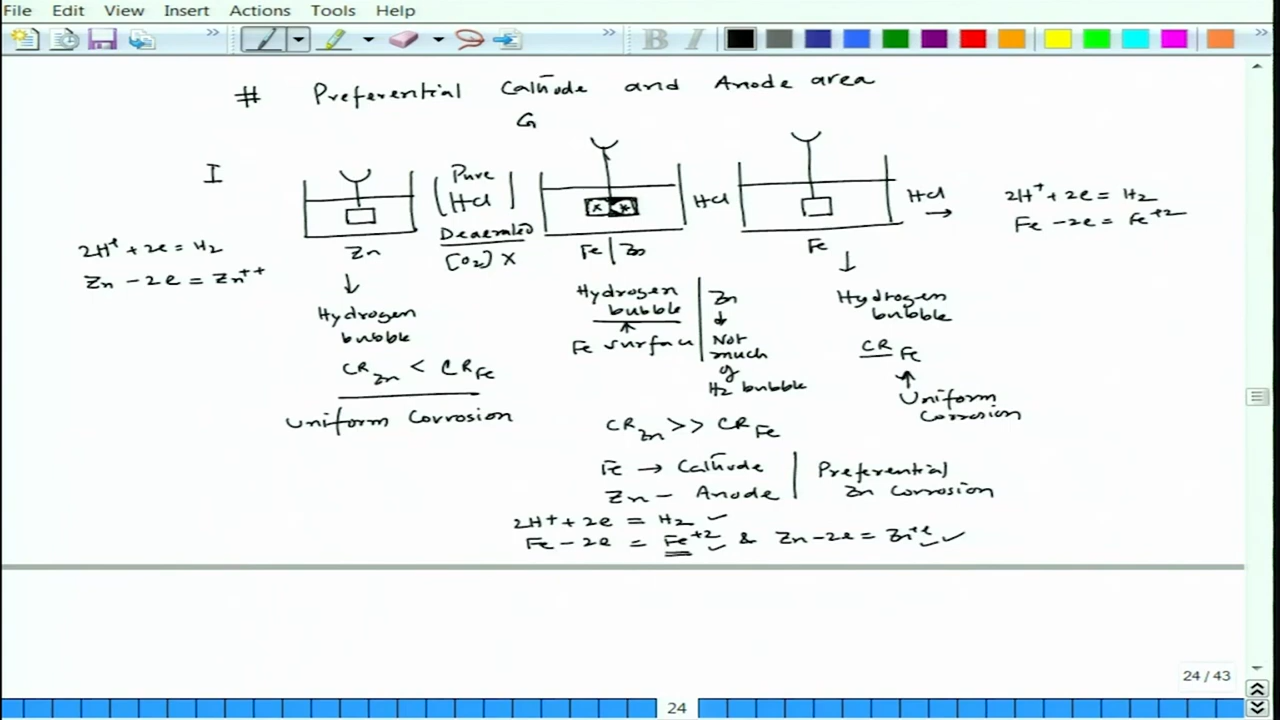 File Edit View Insert Actions Tools Help
# Preferential Cathode and Anode area
G
I
Pure
HCl
Deaerated
[O2] X
Zn
2H+ + 2e = H2
Zn - 2e = Zn++
Hydrogen
bubble
CRZn < CRFe
Uniform Corrosion
HCl
Fe | Zn
Hydrogen
bubble
Fe surface
Zn
Not
much
of
H2 bubble
CRZn >> CRFe
Fe → Cathode
Zn - Anode
Preferential
Zn Corrosion
2H+ + 2e = H2 ✓
Fe - 2e = Fe+2 ✓ & Zn - 2e = Zn+2 ✓
HCl →
Fe
2H+ + 2e = H2
Fe - 2e = Fe+2
Hydrogen
bubble
CR Fe
Uniform
Corrosion
24 / 43
24